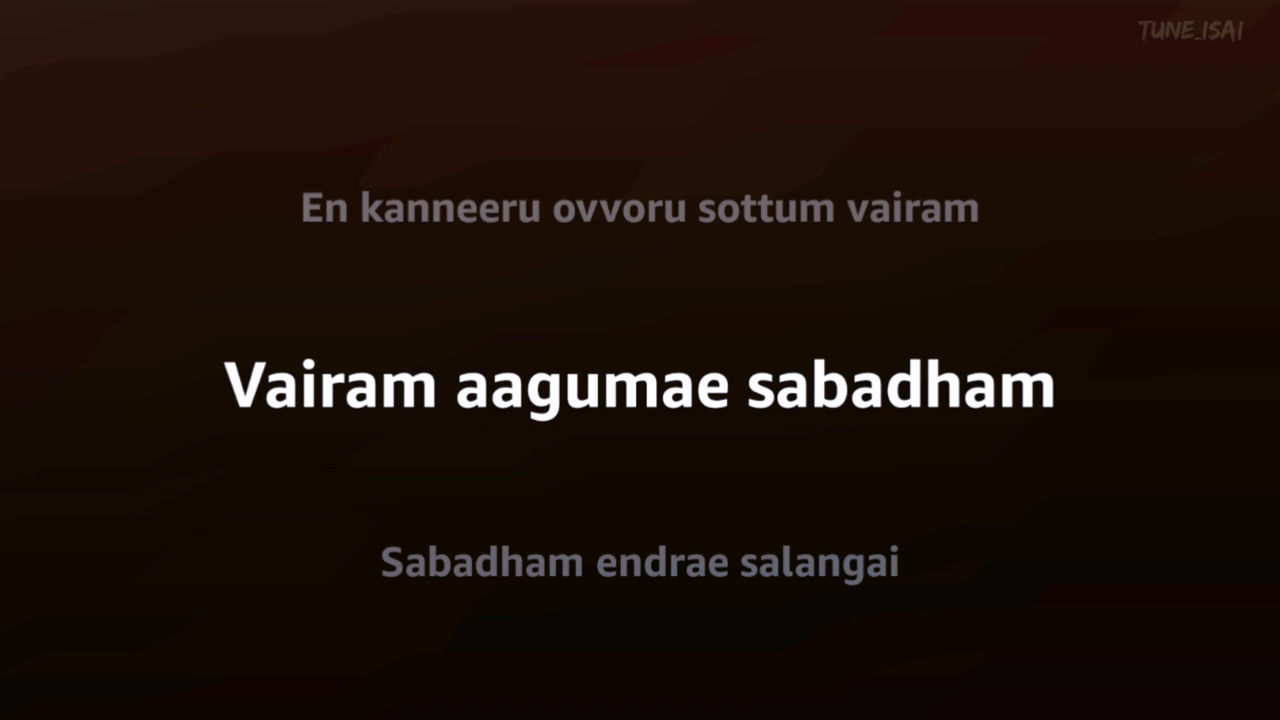 TUNE_ISAI
En kanneeru ovvoru sottum vairam
Vairam aagumae sabadham
Sabadham endrae salangai